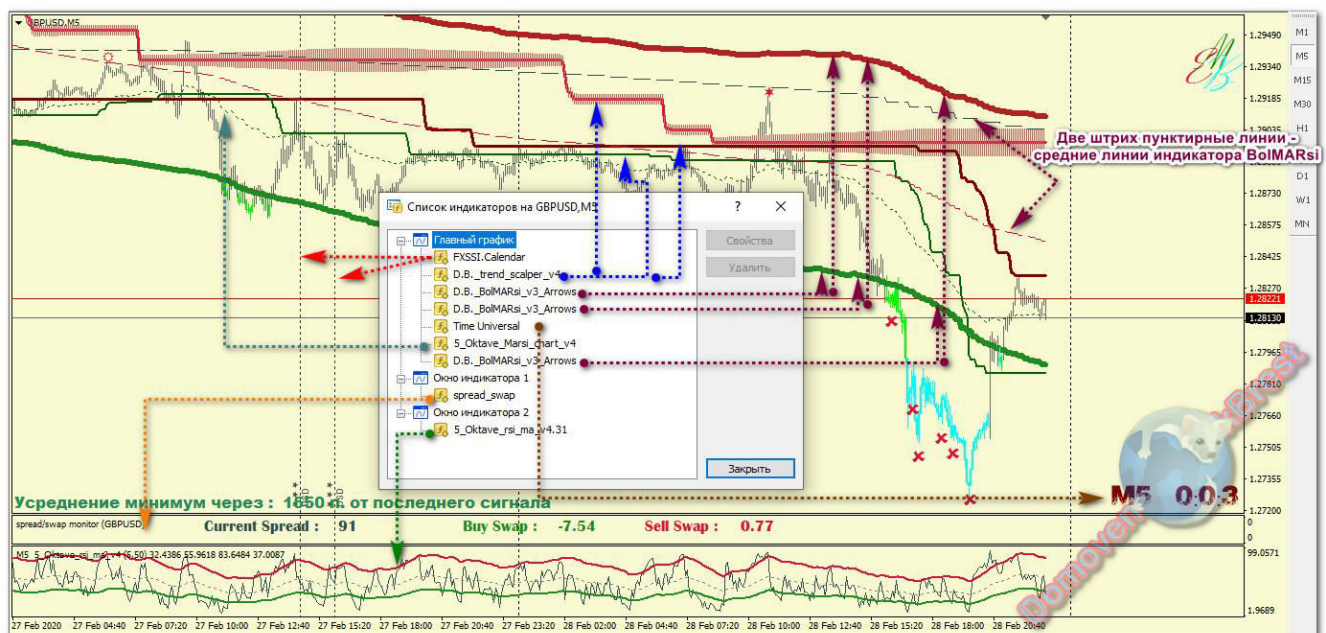 GBPUSD,M5
1.29490
1.29340
1.29185
1.29035
1.28730
1.28575
1.28425
1.28270
1.28221
1.28130
1.27965
1.27810
1.27660
1.27505
1.27355
1.27200
M1
M5
M15
M30
H1
D1
W1
MN
Две штрих пунктирные линии -
средние линии индикатора BolMARsi
Список индикаторов на GBPUSD,M5
? X
Главный график
FXSSI.Calendar
D.B._trend_scalper_v4
D.B._BolMARsi_v3_Arrows
D.B._BolMARsi_v3_Arrows
Time Universal
5_Oktave_Marsi_chart_v4
D.B._BolMARsi_v3_Arrows
Окно индикатора 1
spread_swap
Окно индикатора 2
5_Oktave_rsi_ma_v4.31
Свойства
Удалить
Закрыть
Усреднение минимум через : 1650 п. от последнего сигнала
M5 0:0:3
spread/swap monitor (GBPUSD)
Current Spread : 91
Buy Swap : -7.54
Sell Swap : 0.77
0
0
M5 5_Oktave_rsi_ma_v4 (5,50) 32.4386 55.9618 83.6484 37.0087
99.0571
1.9689
27 Feb 2020
27 Feb 04:40
27 Feb 07:20
27 Feb 10:00
27 Feb 12:40
27 Feb 15:20
27 Feb 18:00
27 Feb 20:40
27 Feb 23:20
28 Feb 02:00
28 Feb 04:40
28 Feb 07:20
28 Feb 10:00
28 Feb 12:40
28 Feb 15:20
28 Feb 18:00
28 Feb 20:40